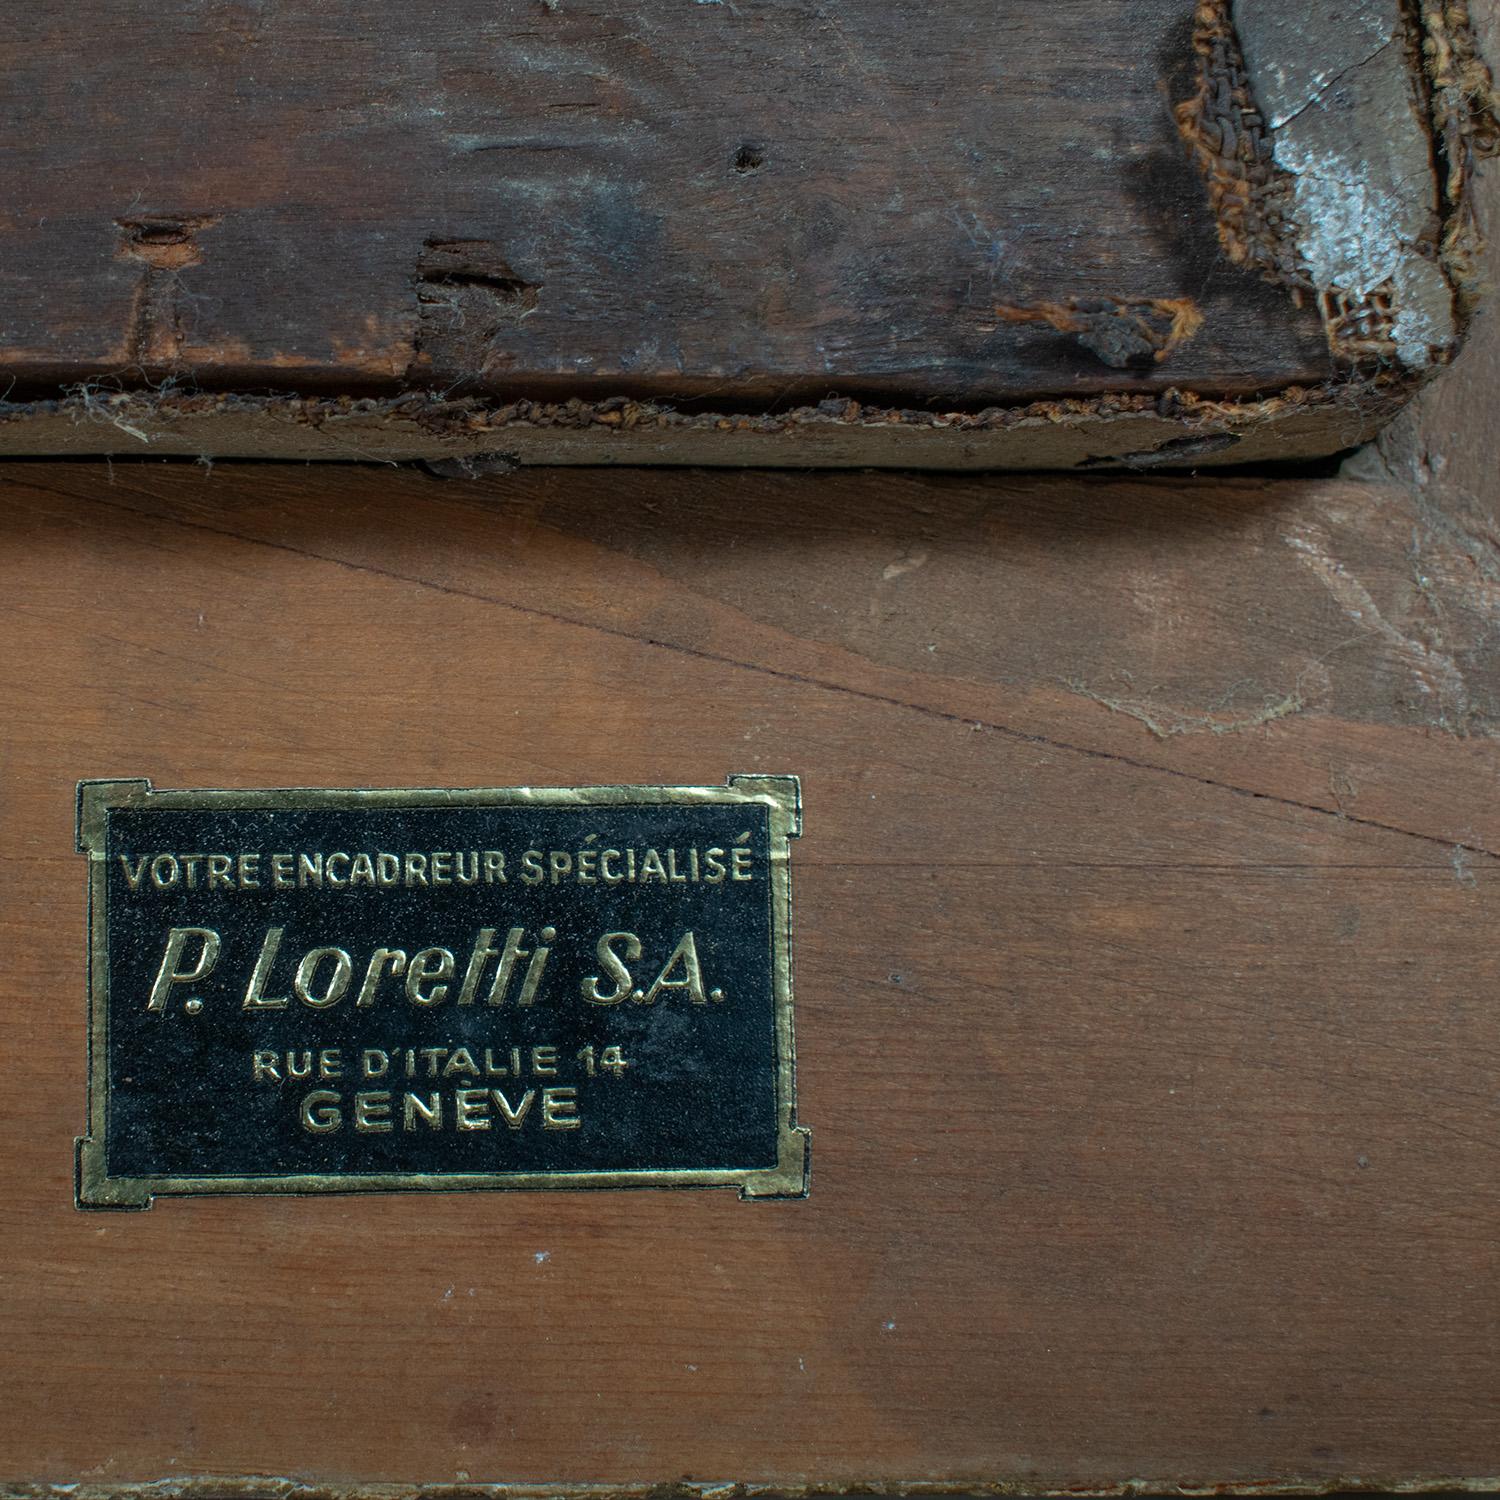 VOTRE ENCADREUR SPÉCIALISÉ
P. Loretti S.A.
RUE D'ITALIE 14
GENÈVE